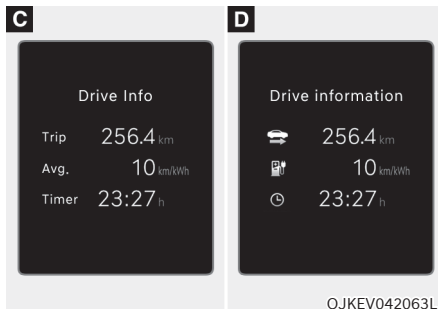 C
Drive Info
Trip 256.4 km
Avg. 10 km/kWh
Timer 23:27 h
D
Drive information
256.4 km
10 km/kWh
23:27 h
OJKEV042063L